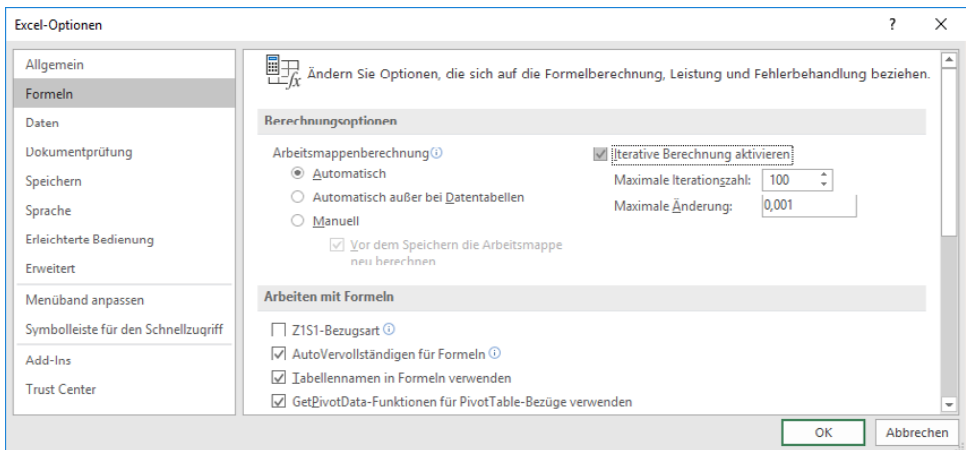 Excel-Optionen
?
Allgemein
Formeln
Daten
Dokumentprüfung
Speichern
Sprache
Erleichterte Bedienung
Erweitert
Menüband anpassen
Symbolleiste für den Schnellzugriff
Add-Ins
Trust Center
Ändern Sie Optionen, die sich auf die Formelberechnung, Leistung und Fehlerbehandlung beziehen.
Berechnungsoptionen
Arbeitsmappenberechnung
Automatisch
Automatisch außer bei Datentabellen
Manuell
Vor dem Speichern die Arbeitsmappe
neu berechnen
Iterative Berechnung aktivieren
Maximale Iterationszahl: 100
Maximale Änderung: 0,001
Arbeiten mit Formeln
Z1S1-Bezugsart
AutoVervollständigen für Formeln
Tabellennamen in Formeln verwenden
GetPivotData-Funktionen für PivotTable-Bezüge verwenden
OK
Abbrechen